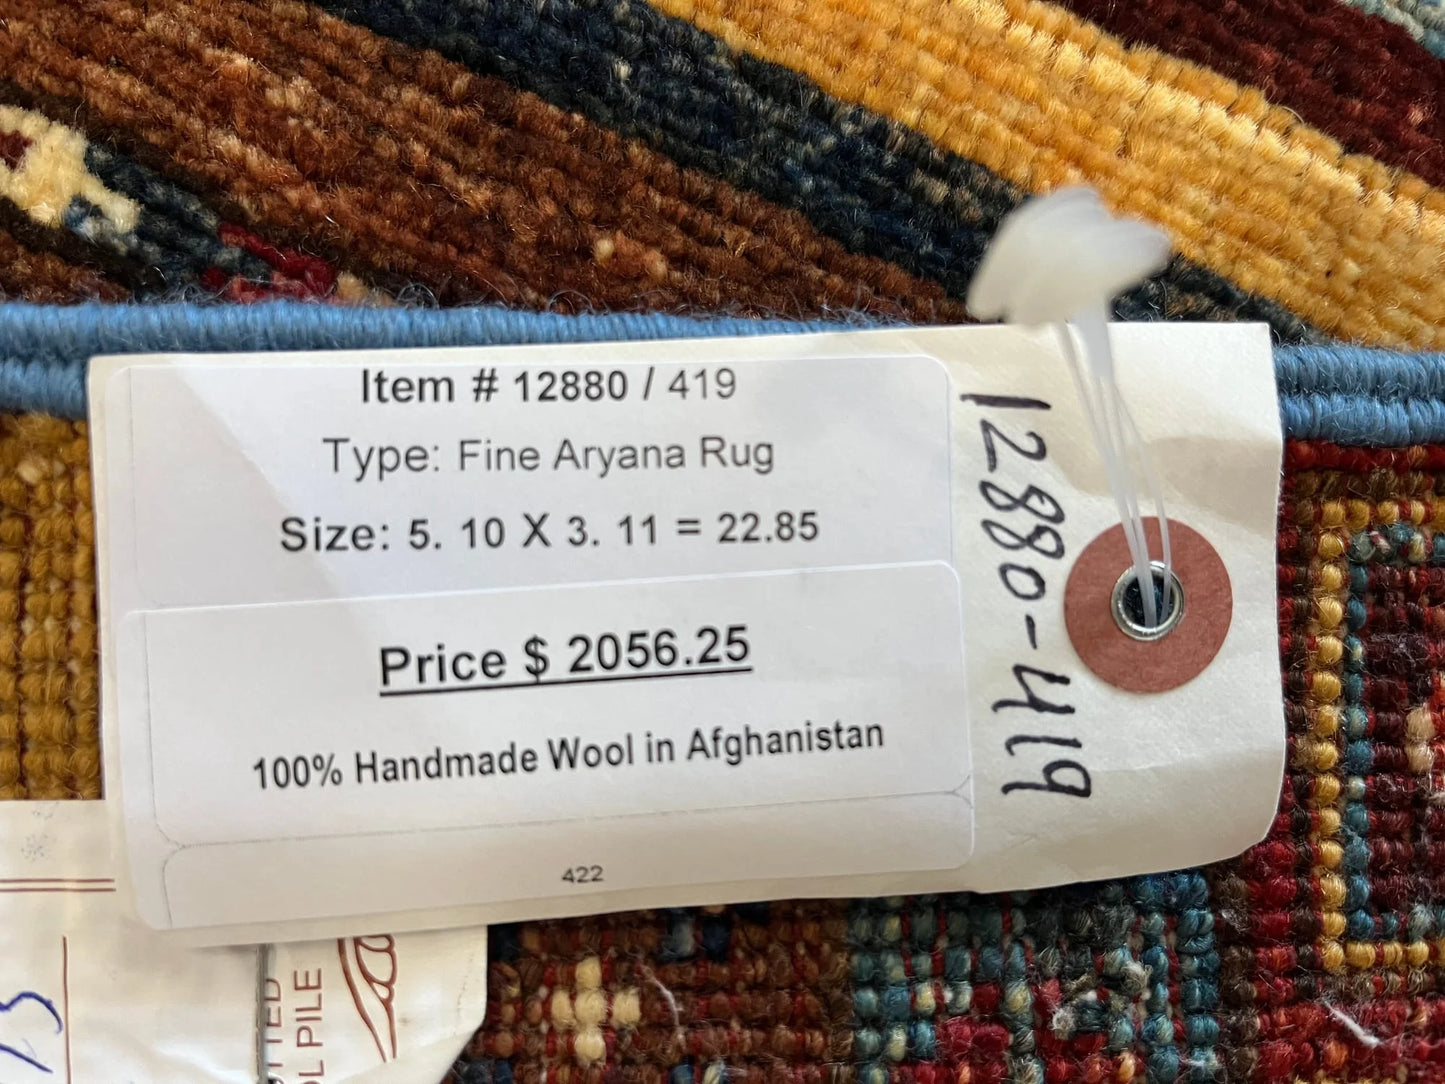 Item # 12880 / 419
Type: Fine Aryana Rug
Size: 5. 10 X 3. 11 = 22.85
Price $ 2056.25
100% Handmade Wool in Afghanistan
422
12880-419
PILE